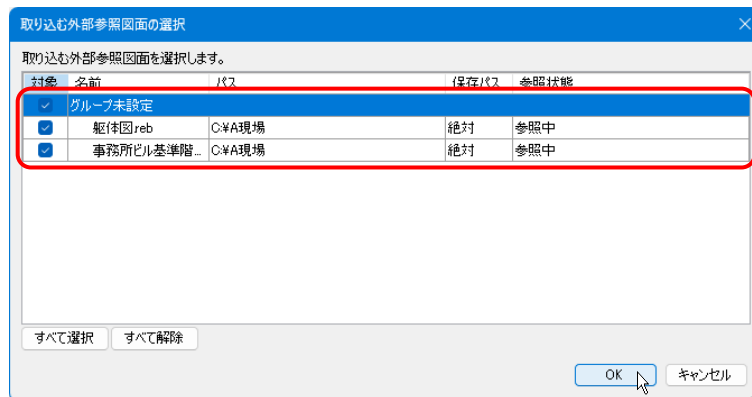 取り込む外部参照図面の選択
取り込む外部参照図面を選択します。
対象 名前 パス 保存パス 参照状態
グループ未設定
躯体図.reb C:¥A現場 絶対 参照中
事務所ビル基準階... C:¥A現場 絶対 参照中
すべて選択 すべて解除
OK キャンセル